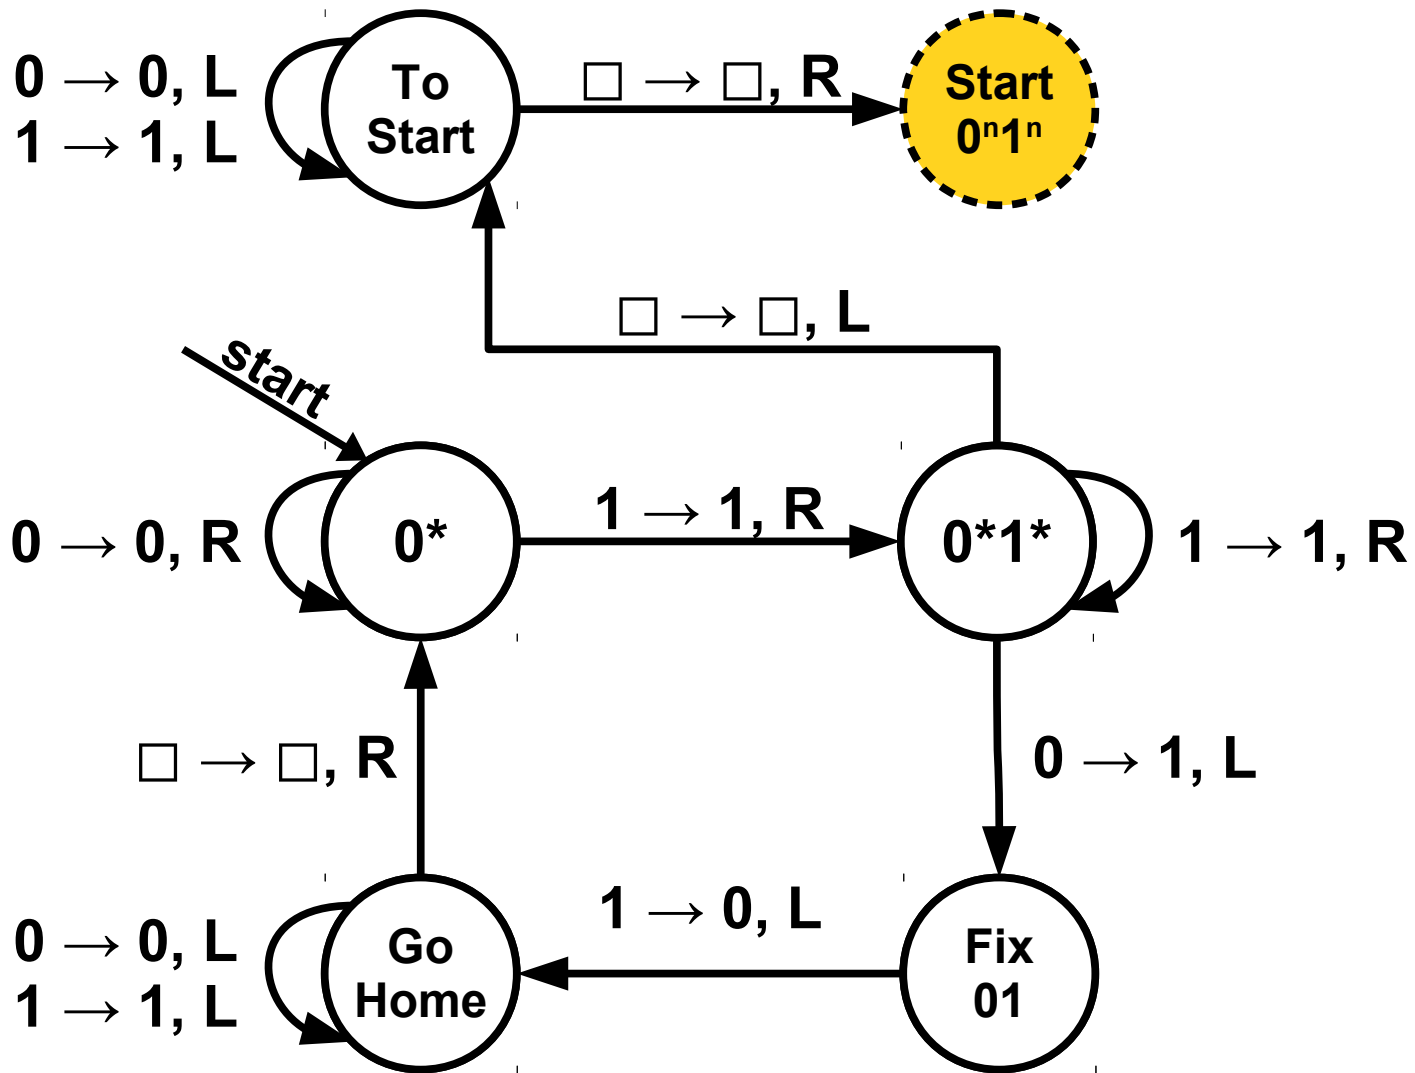 0 → 0, L
1 → 1, L
To
Start
□ → □, R
Start
0ⁿ1ⁿ
□ → □, L
start
0 → 0, R
0*
1 → 1, R
0*1*
1 → 1, R
□ → □, R
0 → 1, L
0 → 0, L
1 → 1, L
Go
Home
1 → 0, L
Fix
01